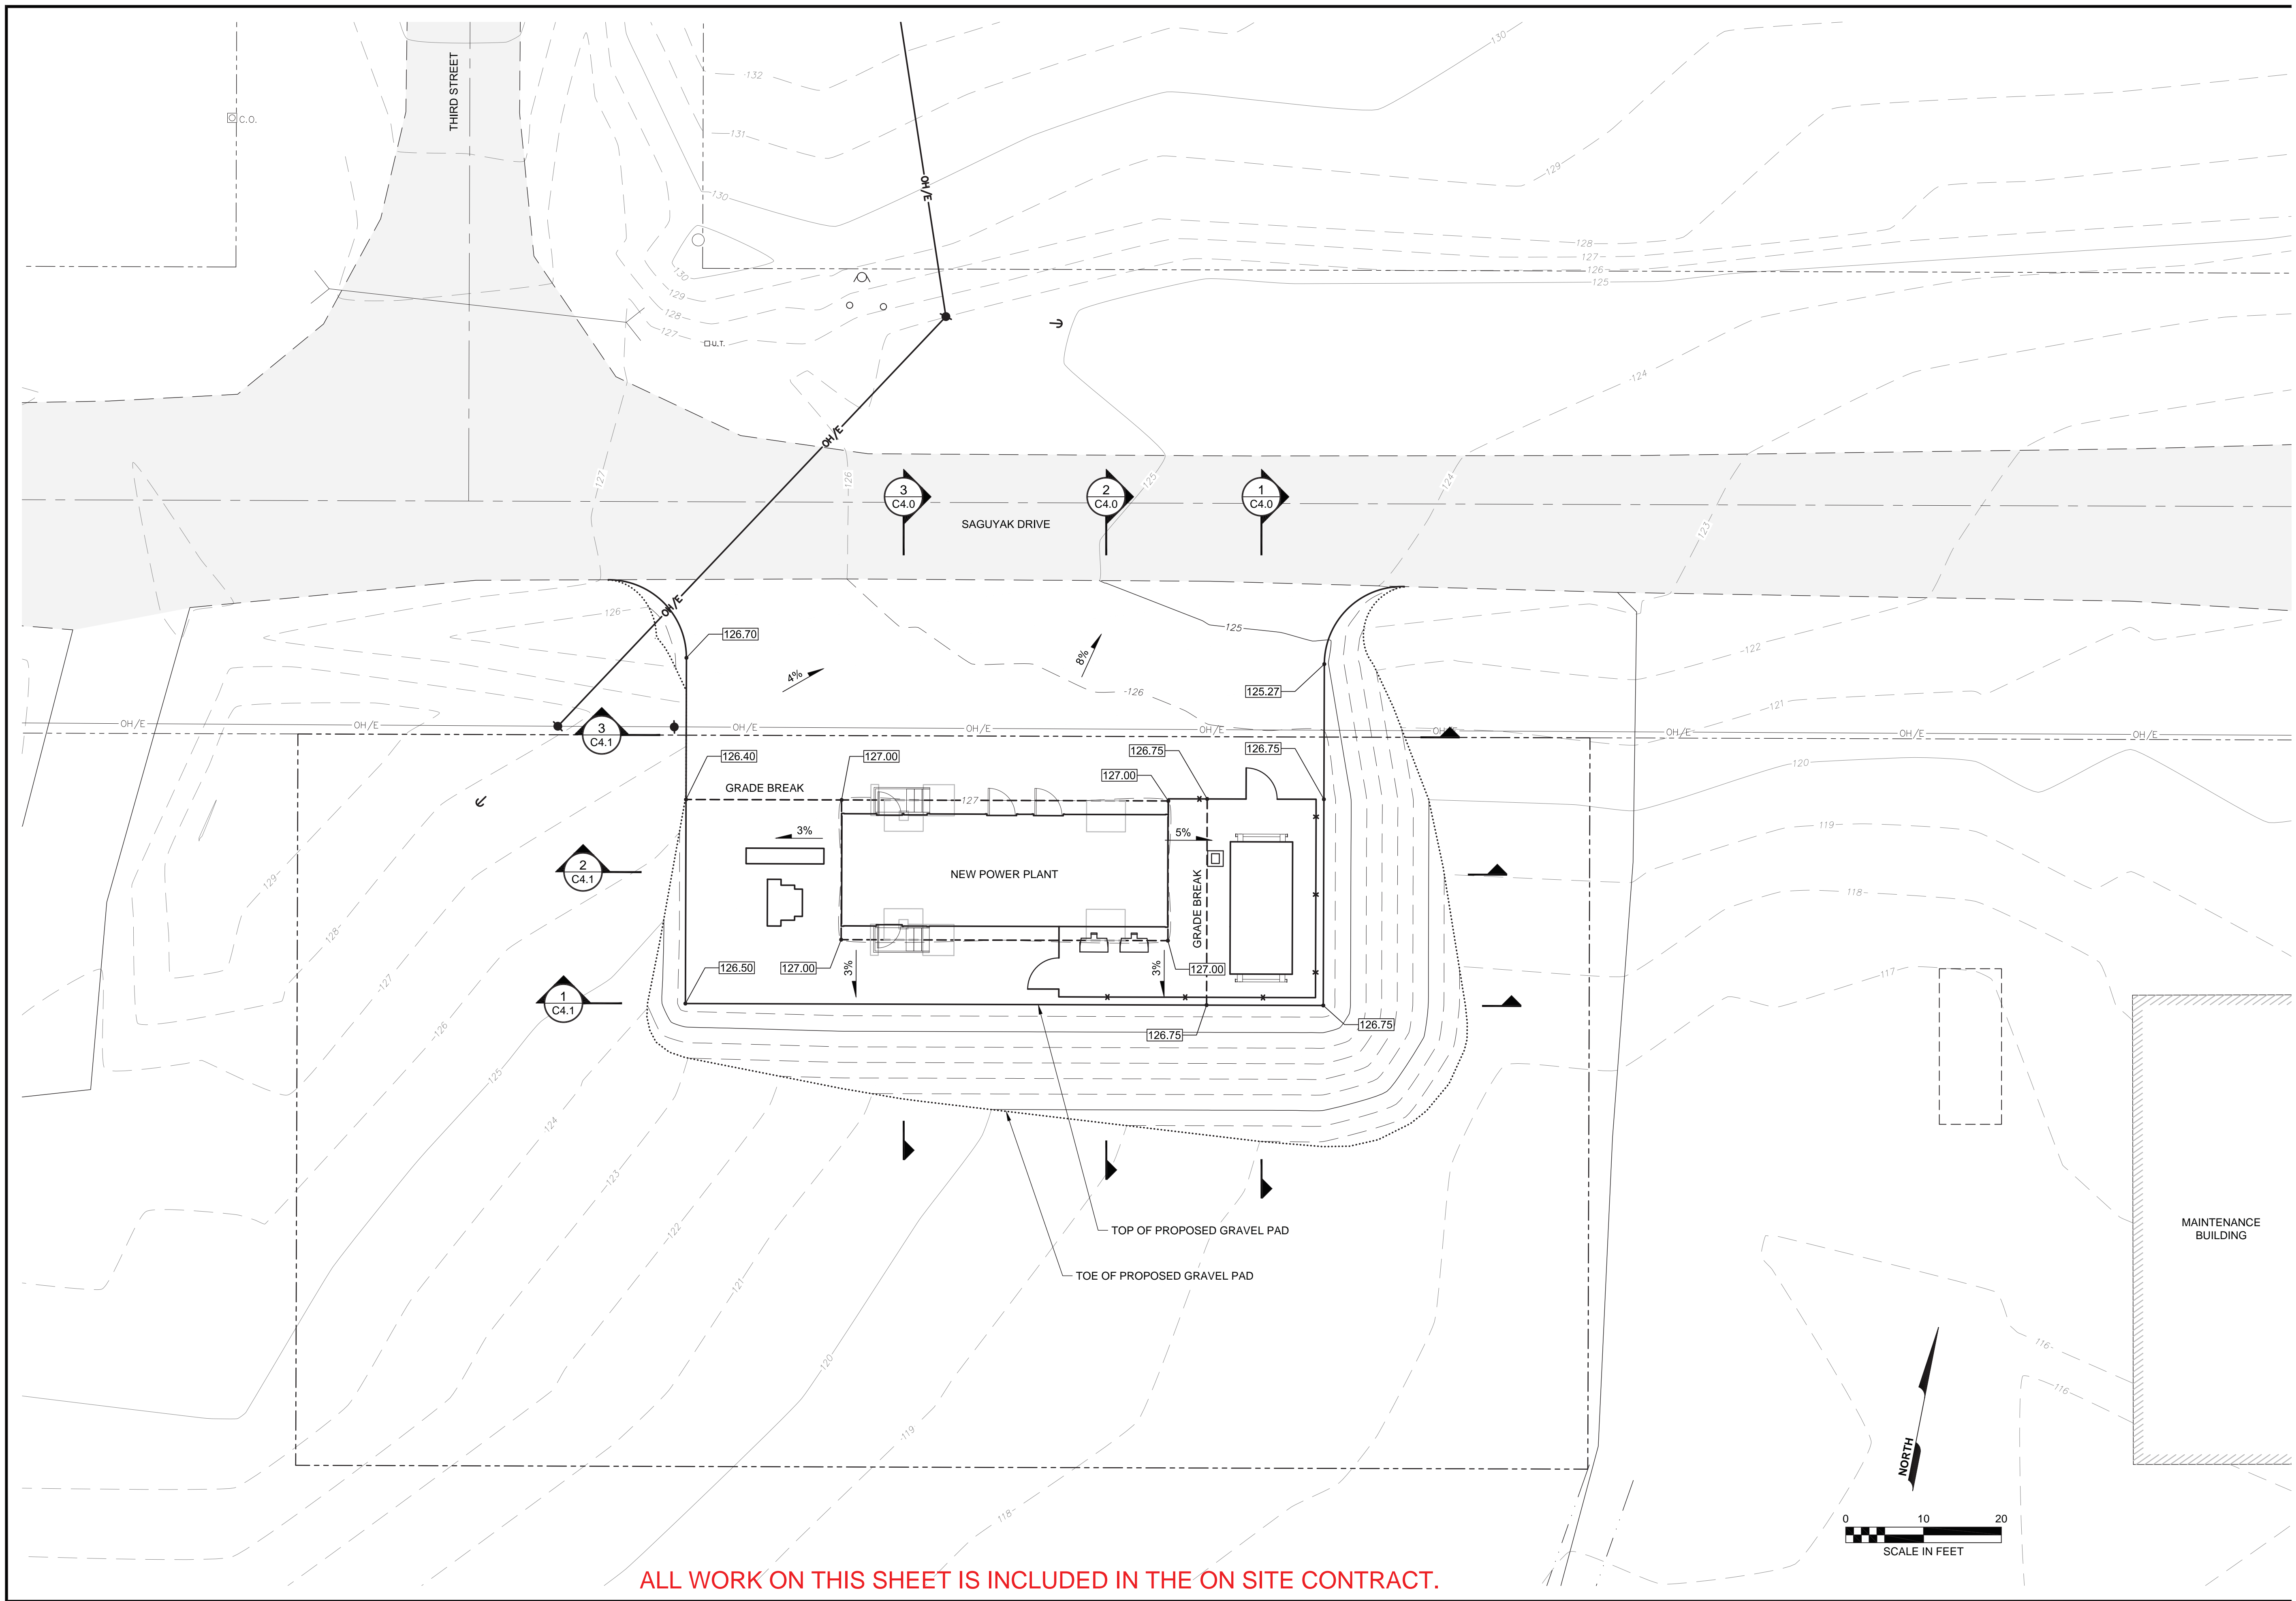 THIRD STREET
C.O.
-132
-131
-130
-130
129
128
127
126
125
OH/E
130
129
128
127
U.T.
124
OH/E
127
126
125
124
123
3
C4.0
2
C4.0
1
C4.0
SAGUYAK DRIVE
126
OH/E
126.70
125
-122
4%
8%
-126
125.27
-121
OH/E
OH/E
OH/E
OH/E
OH/E
OH/E
OH/E
OH/E
OH/E
3
C4.1
126.40
127.00
126.75
126.75
120
GRADE BREAK
127.00
127
3%
5%
119
2
C4.1
NEW POWER PLANT
GRADE BREAK
129
118
128
126.50
127.00
3%
3%
127.00
117
127
1
C4.1
126.75
126.75
126
125
124
123
122
121
120
119
118
TOP OF PROPOSED GRAVEL PAD
TOE OF PROPOSED GRAVEL PAD
MAINTENANCE
BUILDING
116
116
NORTH
0 10 20
SCALE IN FEET
ALL WORK ON THIS SHEET IS INCLUDED IN THE ON SITE CONTRACT.